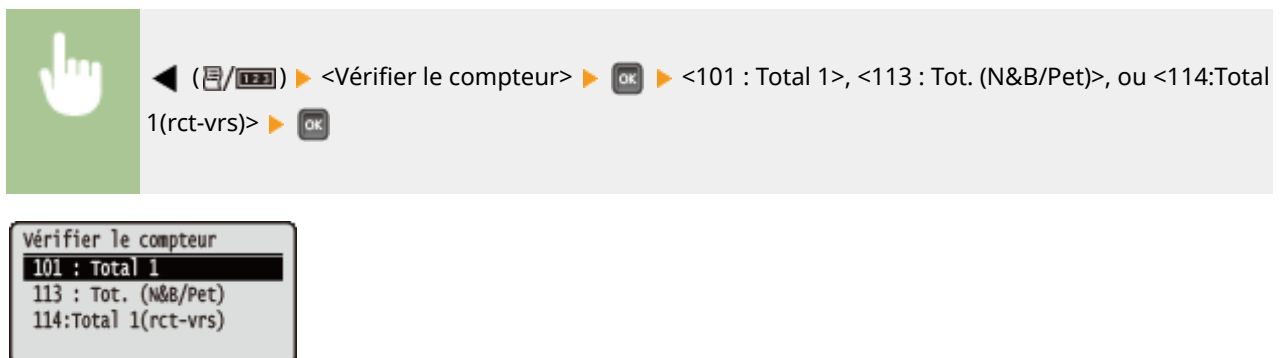 ◀ (/123) ▶ <Vérifier le compteur> ▶ OK ▶ <101 : Total 1>, <113 : Tot. (N&B/Pet)>, ou <114:Total
1(rct-vrs)> ▶ OK
Vérifier le compteur
101 : Total 1
113 : Tot. (N&B/Pet)
114:Total 1(rct-vrs)